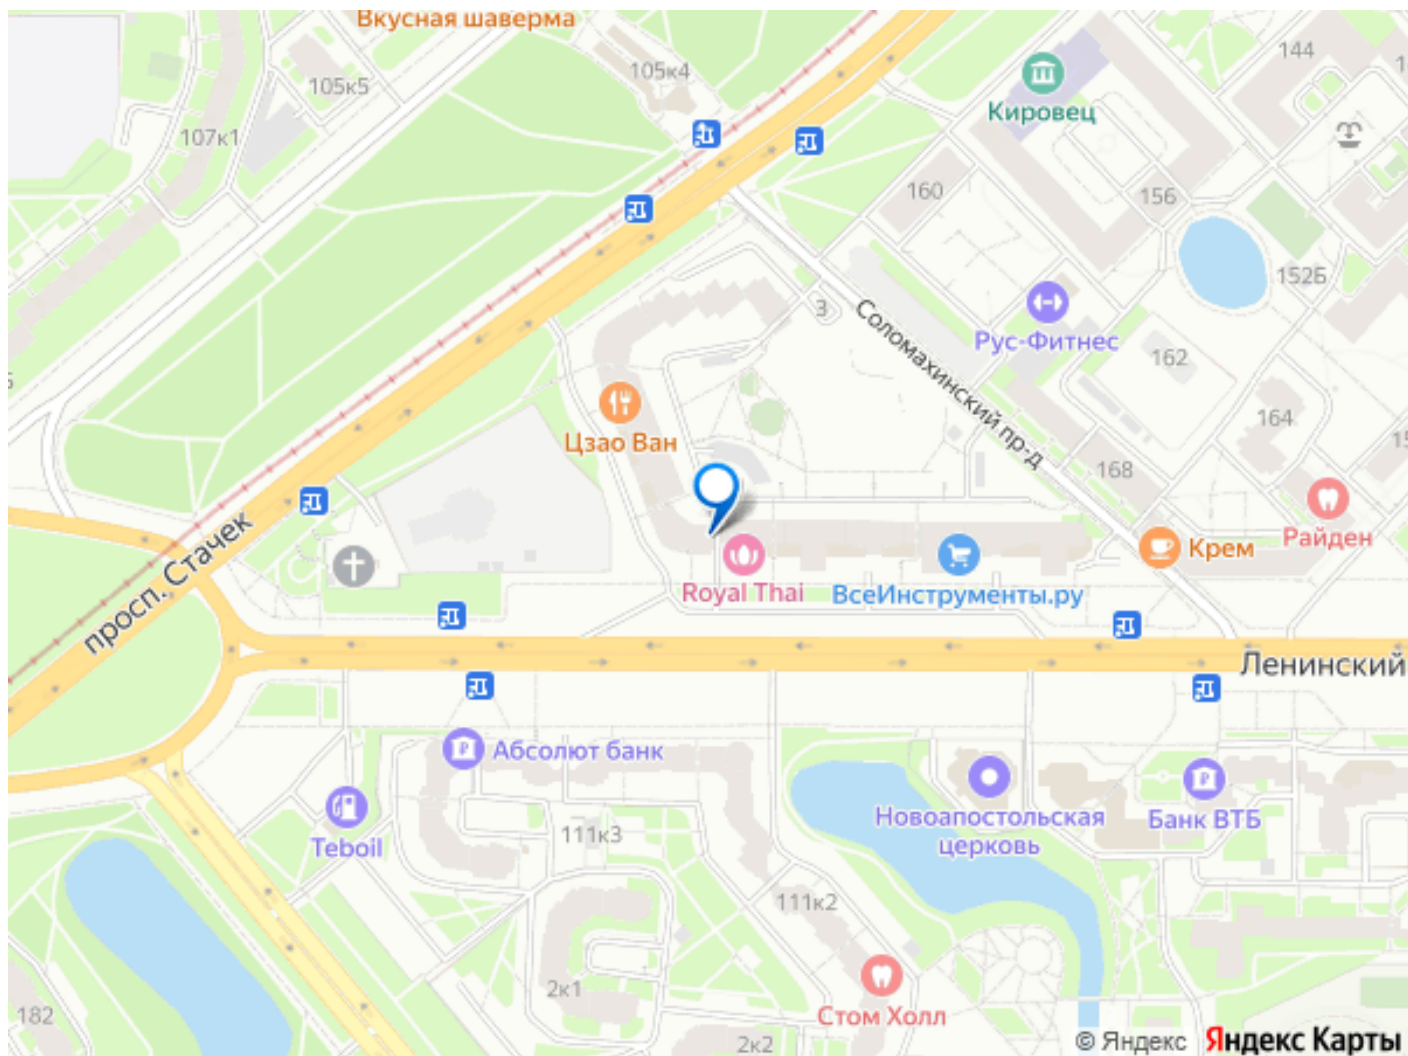 Вкусная шаверма
105к4
144
105к5
Кировец
107к1
160
156
152Б
3
Соломахинский пр-д
Рус-Фитнес
162
Цзао Ван
164
168
Райден
просп. Стачек
Крем
Royal Thai
ВсеИнструменты.ру
Ленинский
Абсолют банк
Новоапостольская
церковь
Банк ВТБ
Teboil
111к3
111к2
2к1
Стом Холл
182
2к2
© Яндекс
Яндекс Карты